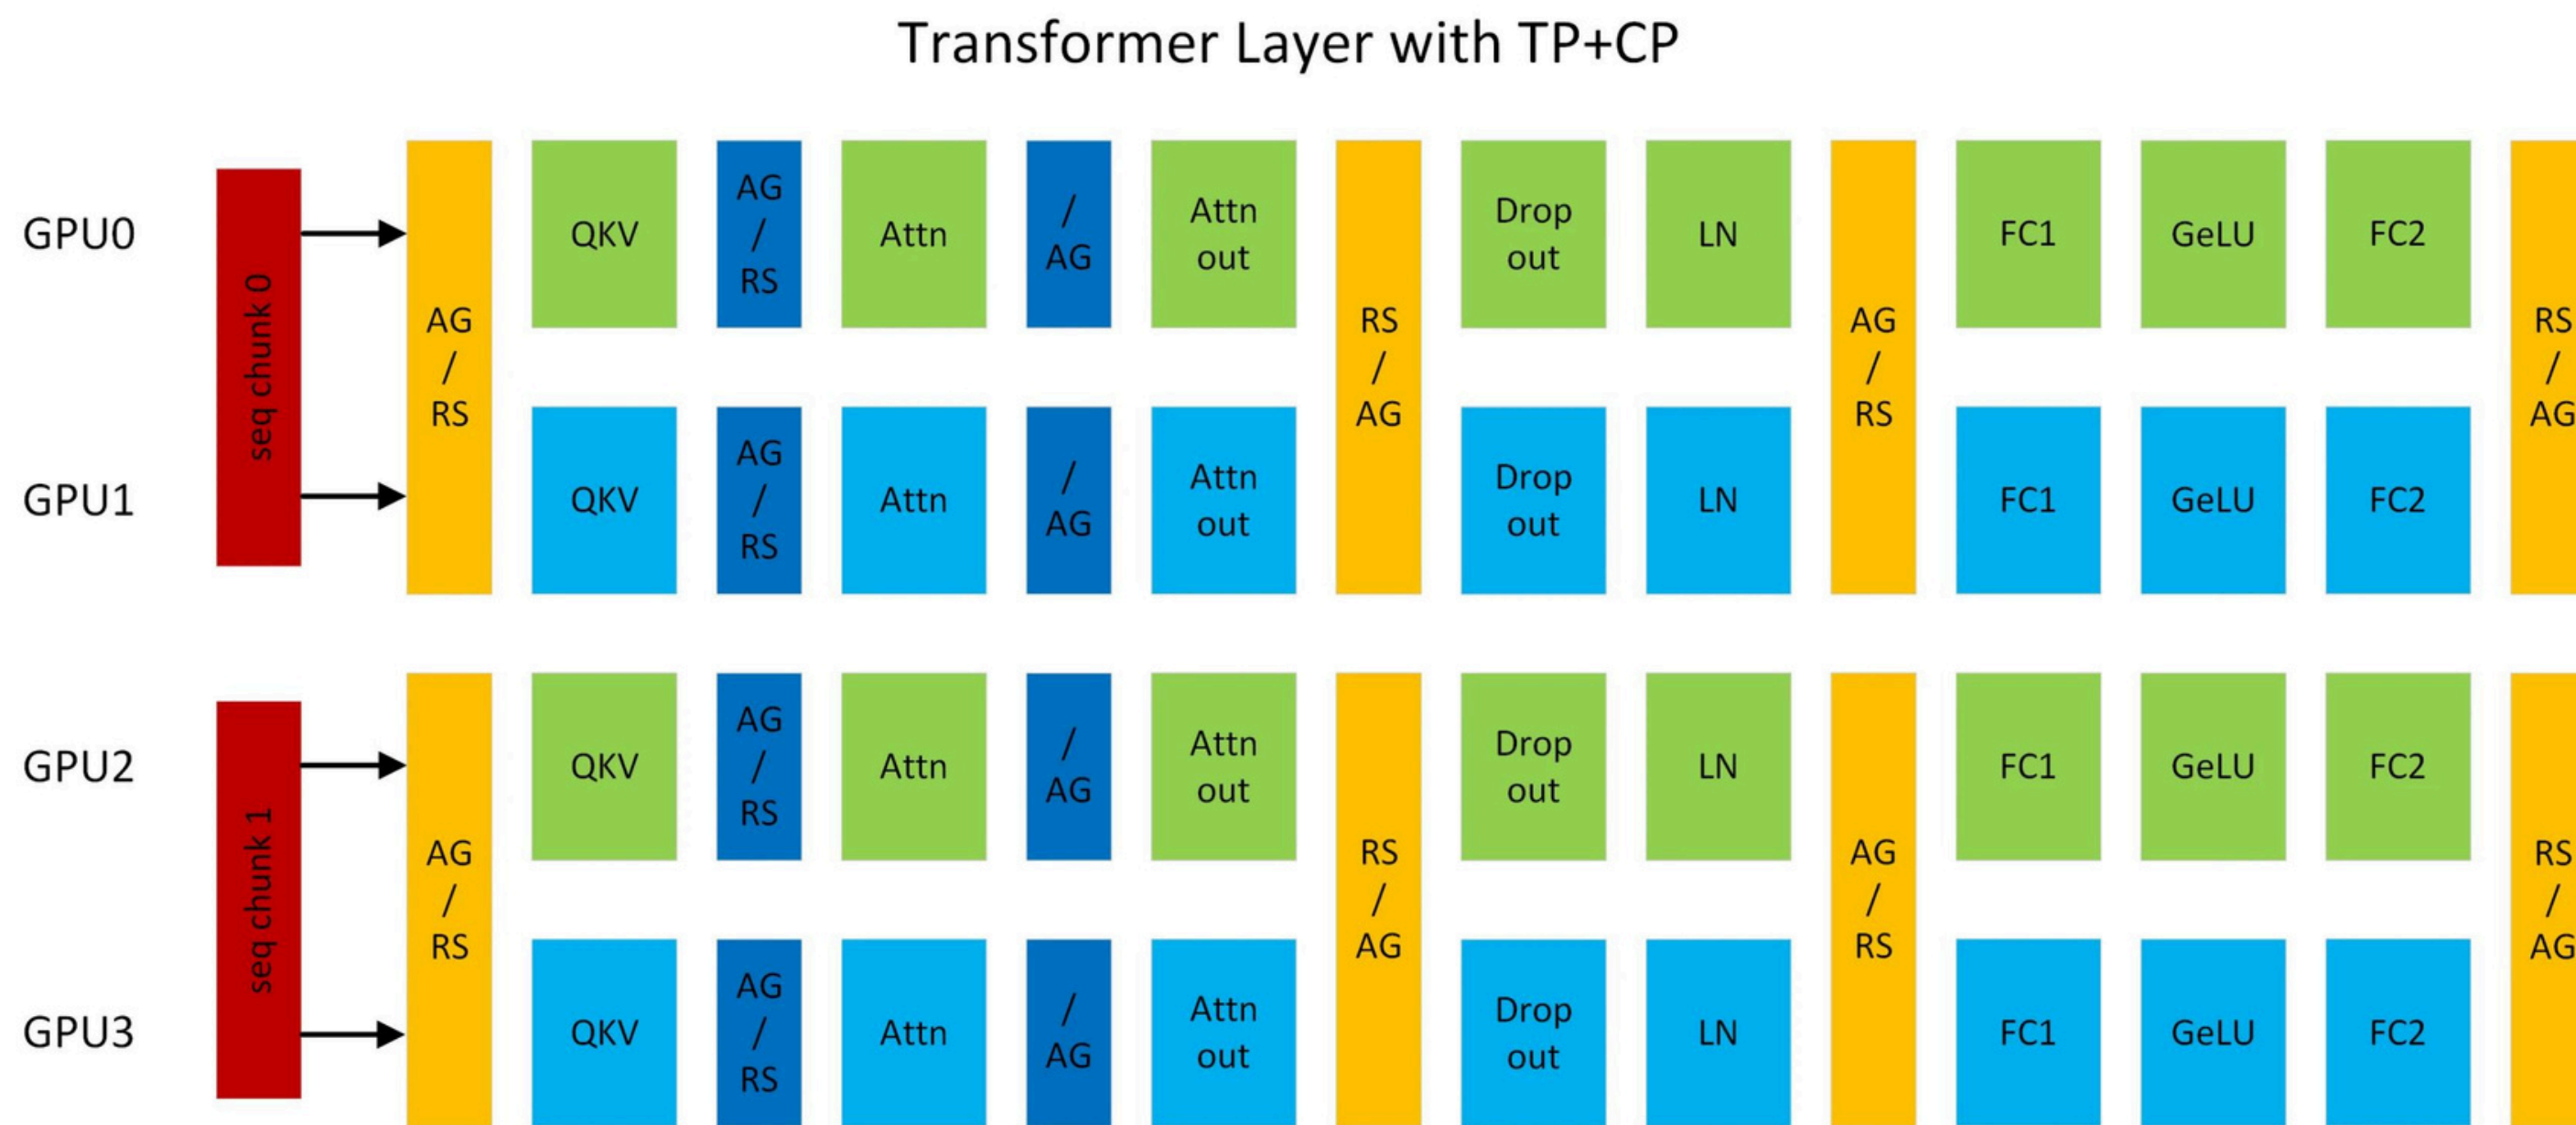 Transformer Layer with TP+CP
GPU0
GPU1
GPU2
GPU3
seq chunk 0
seq chunk 1
AG
/
RS
QKV
AG
/
RS
Attn
/
AG
Attn
out
RS
/
AG
Drop
out
LN
AG
/
RS
FC1
GeLU
FC2
RS
/
AG
QKV
AG
/
RS
Attn
/
AG
Attn
out
Drop
out
LN
FC1
GeLU
FC2
AG
/
RS
QKV
AG
/
RS
Attn
/
AG
Attn
out
RS
/
AG
Drop
out
LN
AG
/
RS
FC1
GeLU
FC2
RS
/
AG
QKV
AG
/
RS
Attn
/
AG
Attn
out
Drop
out
LN
FC1
GeLU
FC2